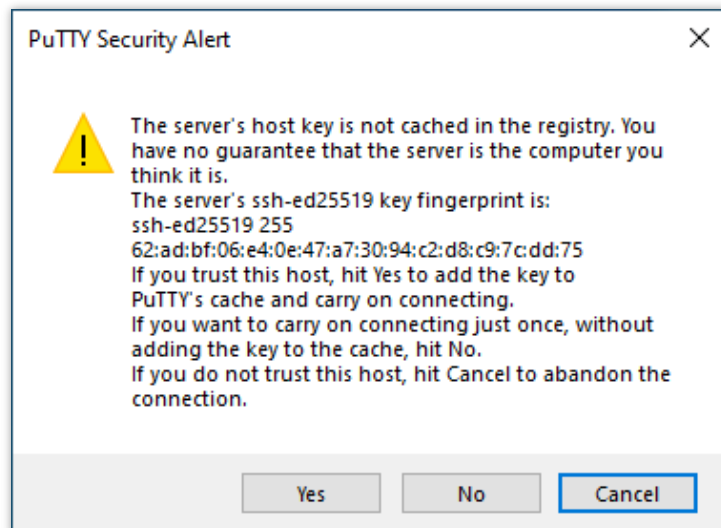 PuTTY Security Alert
The server's host key is not cached in the registry. You
have no guarantee that the server is the computer you
think it is.
The server's ssh-ed25519 key fingerprint is:
ssh-ed25519 255
62:ad:bf:06:e4:0e:47:a7:30:94:c2:d8:c9:7c:dd:75
If you trust this host, hit Yes to add the key to
PuTTY's cache and carry on connecting.
If you want to carry on connecting just once, without
adding the key to the cache, hit No.
If you do not trust this host, hit Cancel to abandon the
connection.
Yes No Cancel